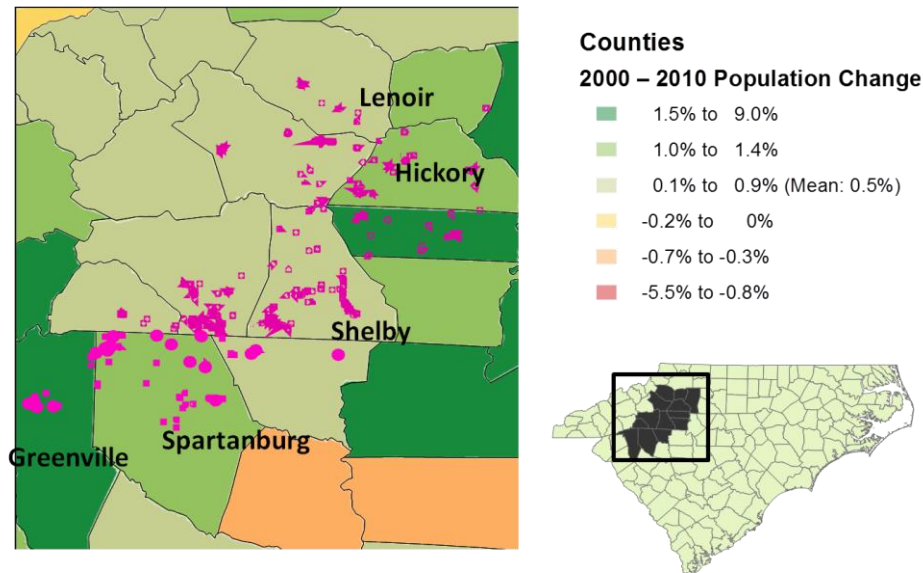 Lenoir
Hickory
Shelby
Spartanburg
Greenville
Counties
2000 – 2010 Population Change
1.5% to 9.0%
1.0% to 1.4%
0.1% to 0.9% (Mean: 0.5%)
-0.2% to 0%
-0.7% to -0.3%
-5.5% to -0.8%